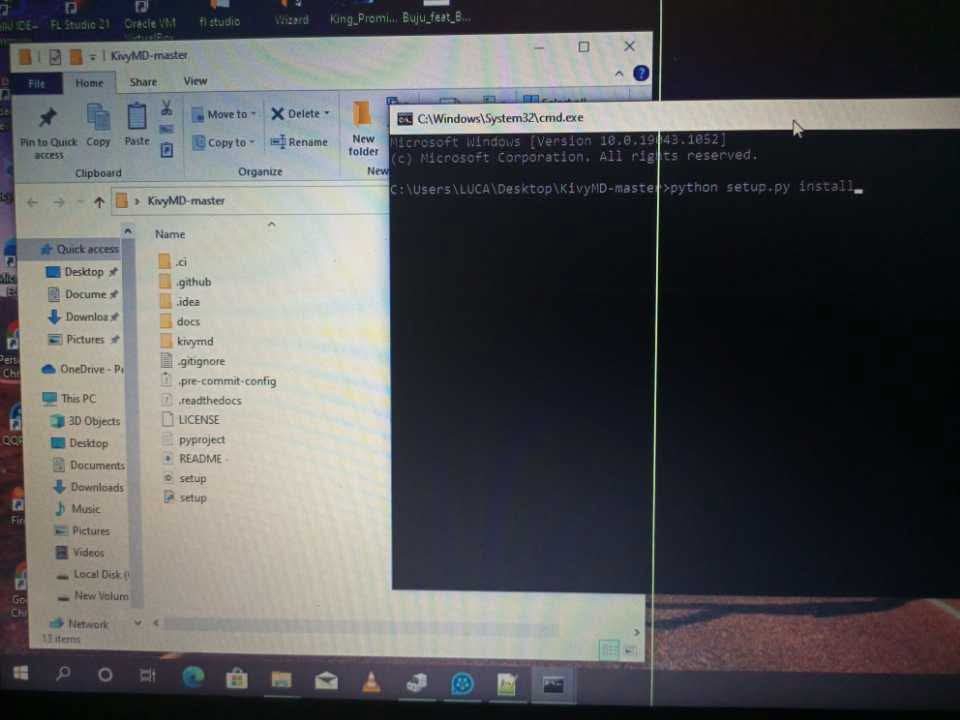 FL Studio 21
Oracle VM
VirtualBox
fl studio
Wizard
King_Promi...
Buju_feat_B...
KivyMD-master
File
Home
Share
View
Pin to Quick
access
Copy
Paste
Clipboard
Move to
Copy to
Delete
Rename
Organize
New
folder
New
C:\Windows\System32\cmd.exe
Microsoft Windows [Version 10.0.19043.1052]
(c) Microsoft Corporation. All rights reserved.
C:\Users\LUCA\Desktop\KivyMD-master>python setup.py install
KivyMD-master
Name
Quick access
Desktop
Docume
Downloa
Pictures
OneDrive - Pe
This PC
3D Objects
Desktop
Documents
Downloads
Music
Pictures
Videos
Local Disk (
New Volum
Network
.ci
.github
.idea
docs
kivymd
.gitignore
.pre-commit-config
.readthedocs
LICENSE
pyproject
README
setup
setup
13 items